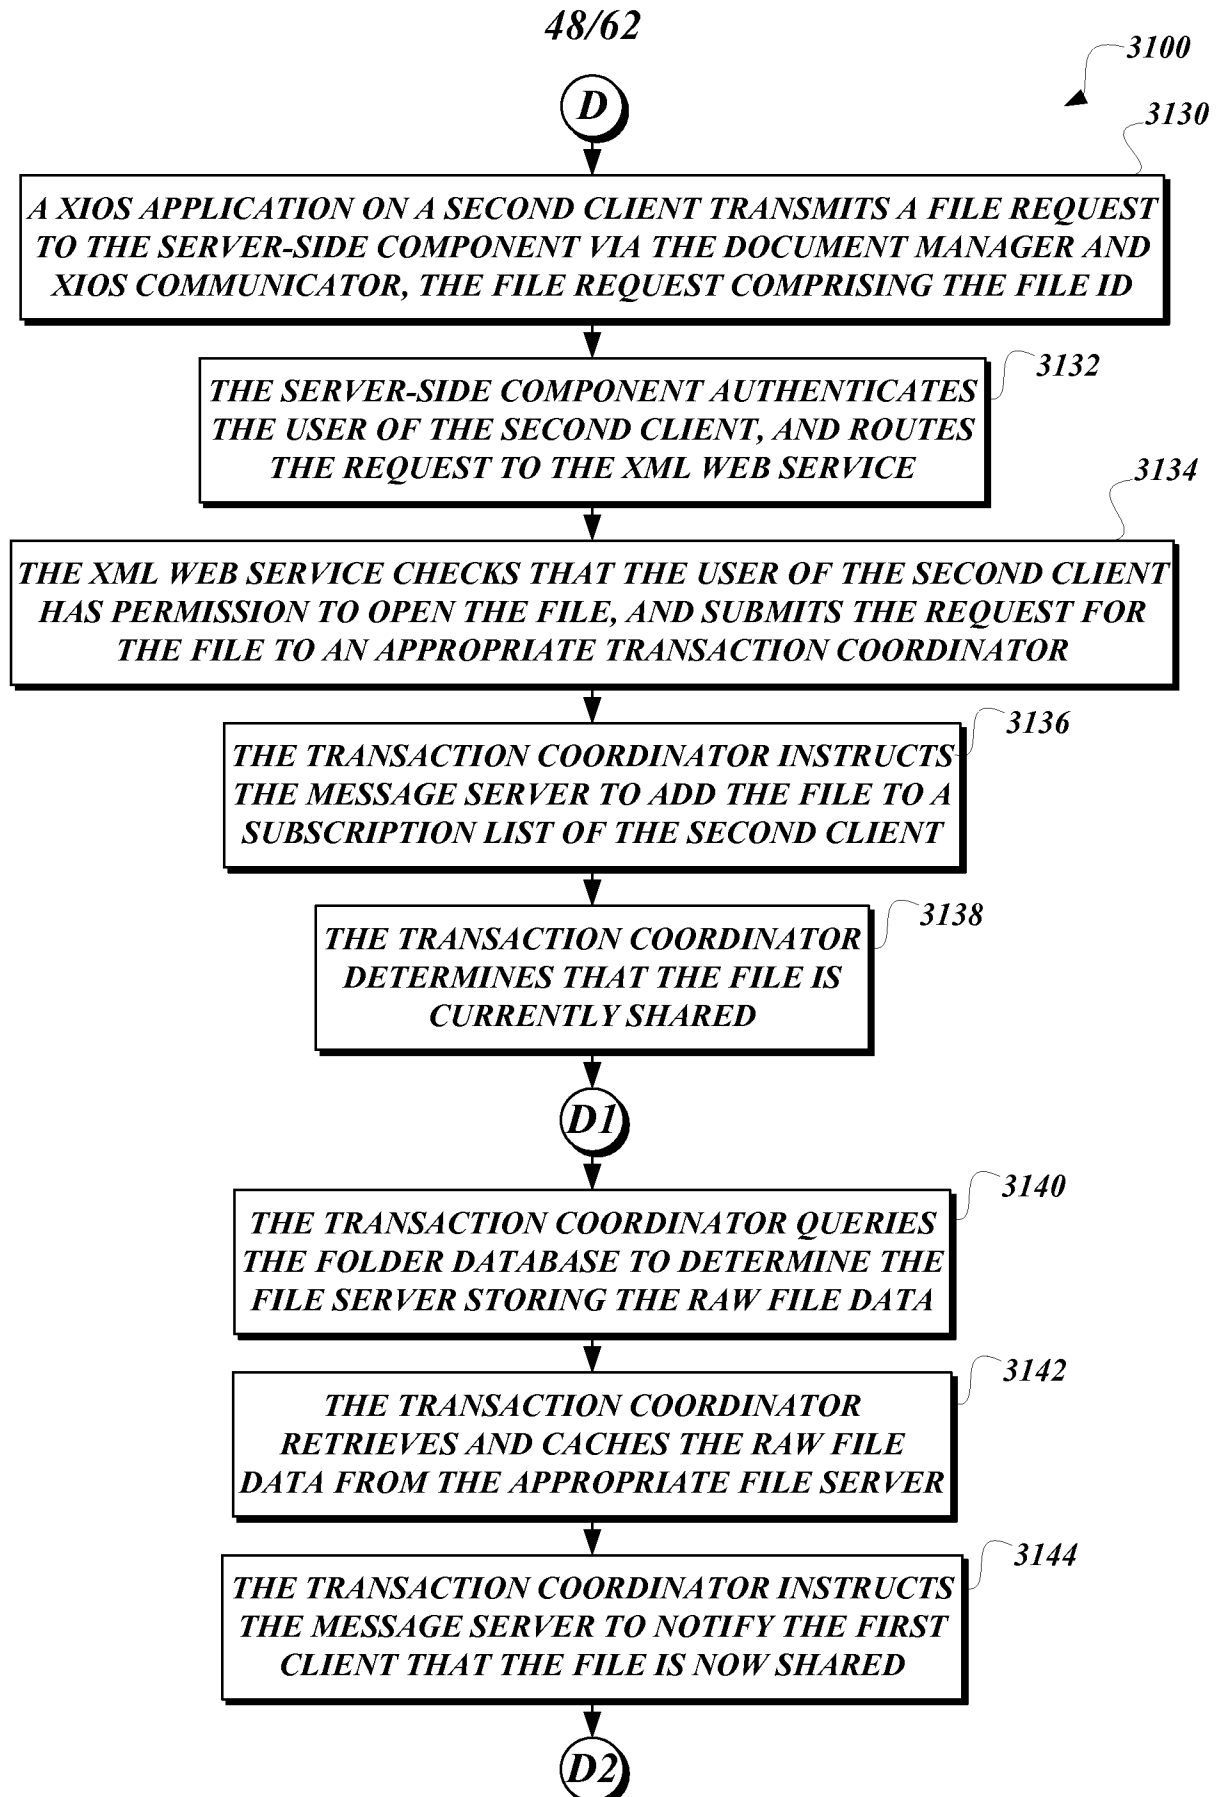 48/62
3100
D
3130
A XIOS APPLICATION ON A SECOND CLIENT TRANSMITS A FILE REQUEST
TO THE SERVER-SIDE COMPONENT VIA THE DOCUMENT MANAGER AND
XIOS COMMUNICATOR, THE FILE REQUEST COMPRISING THE FILE ID
3132
THE SERVER-SIDE COMPONENT AUTHENTICATES
THE USER OF THE SECOND CLIENT, AND ROUTES
THE REQUEST TO THE XML WEB SERVICE
3134
THE XML WEB SERVICE CHECKS THAT THE USER OF THE SECOND CLIENT
HAS PERMISSION TO OPEN THE FILE, AND SUBMITS THE REQUEST FOR
THE FILE TO AN APPROPRIATE TRANSACTION COORDINATOR
3136
THE TRANSACTION COORDINATOR INSTRUCTS
THE MESSAGE SERVER TO ADD THE FILE TO A
SUBSCRIPTION LIST OF THE SECOND CLIENT
3138
THE TRANSACTION COORDINATOR
DETERMINES THAT THE FILE IS
CURRENTLY SHARED
D1
3140
THE TRANSACTION COORDINATOR QUERIES
THE FOLDER DATABASE TO DETERMINE THE
FILE SERVER STORING THE RAW FILE DATA
3142
THE TRANSACTION COORDINATOR
RETRIEVES AND CACHES THE RAW FILE
DATA FROM THE APPROPRIATE FILE SERVER
3144
THE TRANSACTION COORDINATOR INSTRUCTS
THE MESSAGE SERVER TO NOTIFY THE FIRST
CLIENT THAT THE FILE IS NOW SHARED
D2